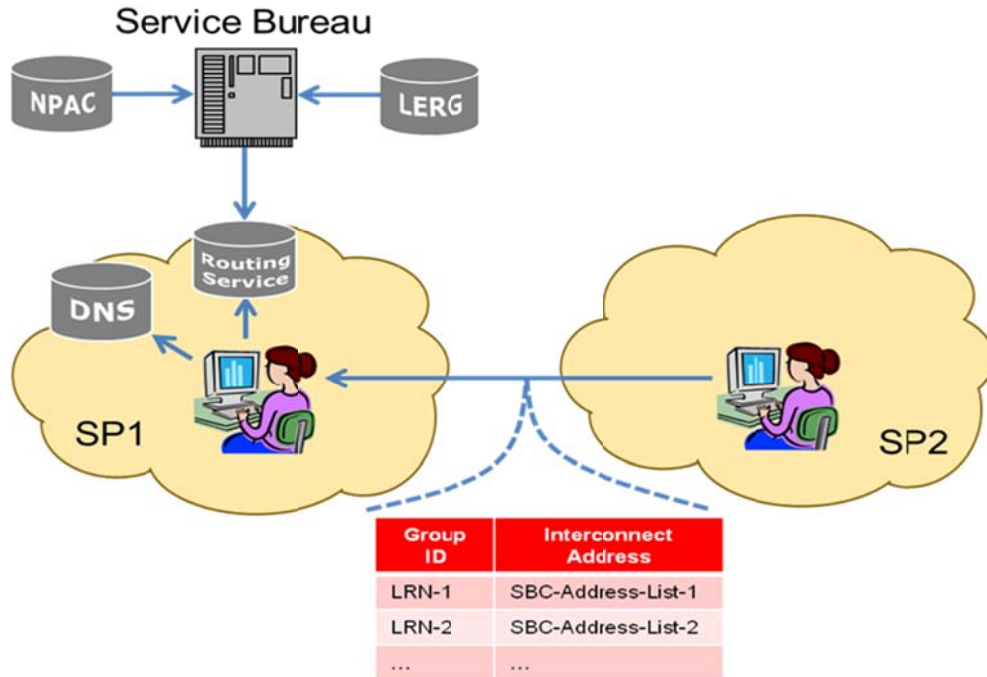 Service Bureau
NPAC
LERG
Routing
Service
DNS
SP1
SP2
Group
ID
Interconnect
Address
LRN-1
SBC-Address-List-1
LRN-2
SBC-Address-List-2
...
...